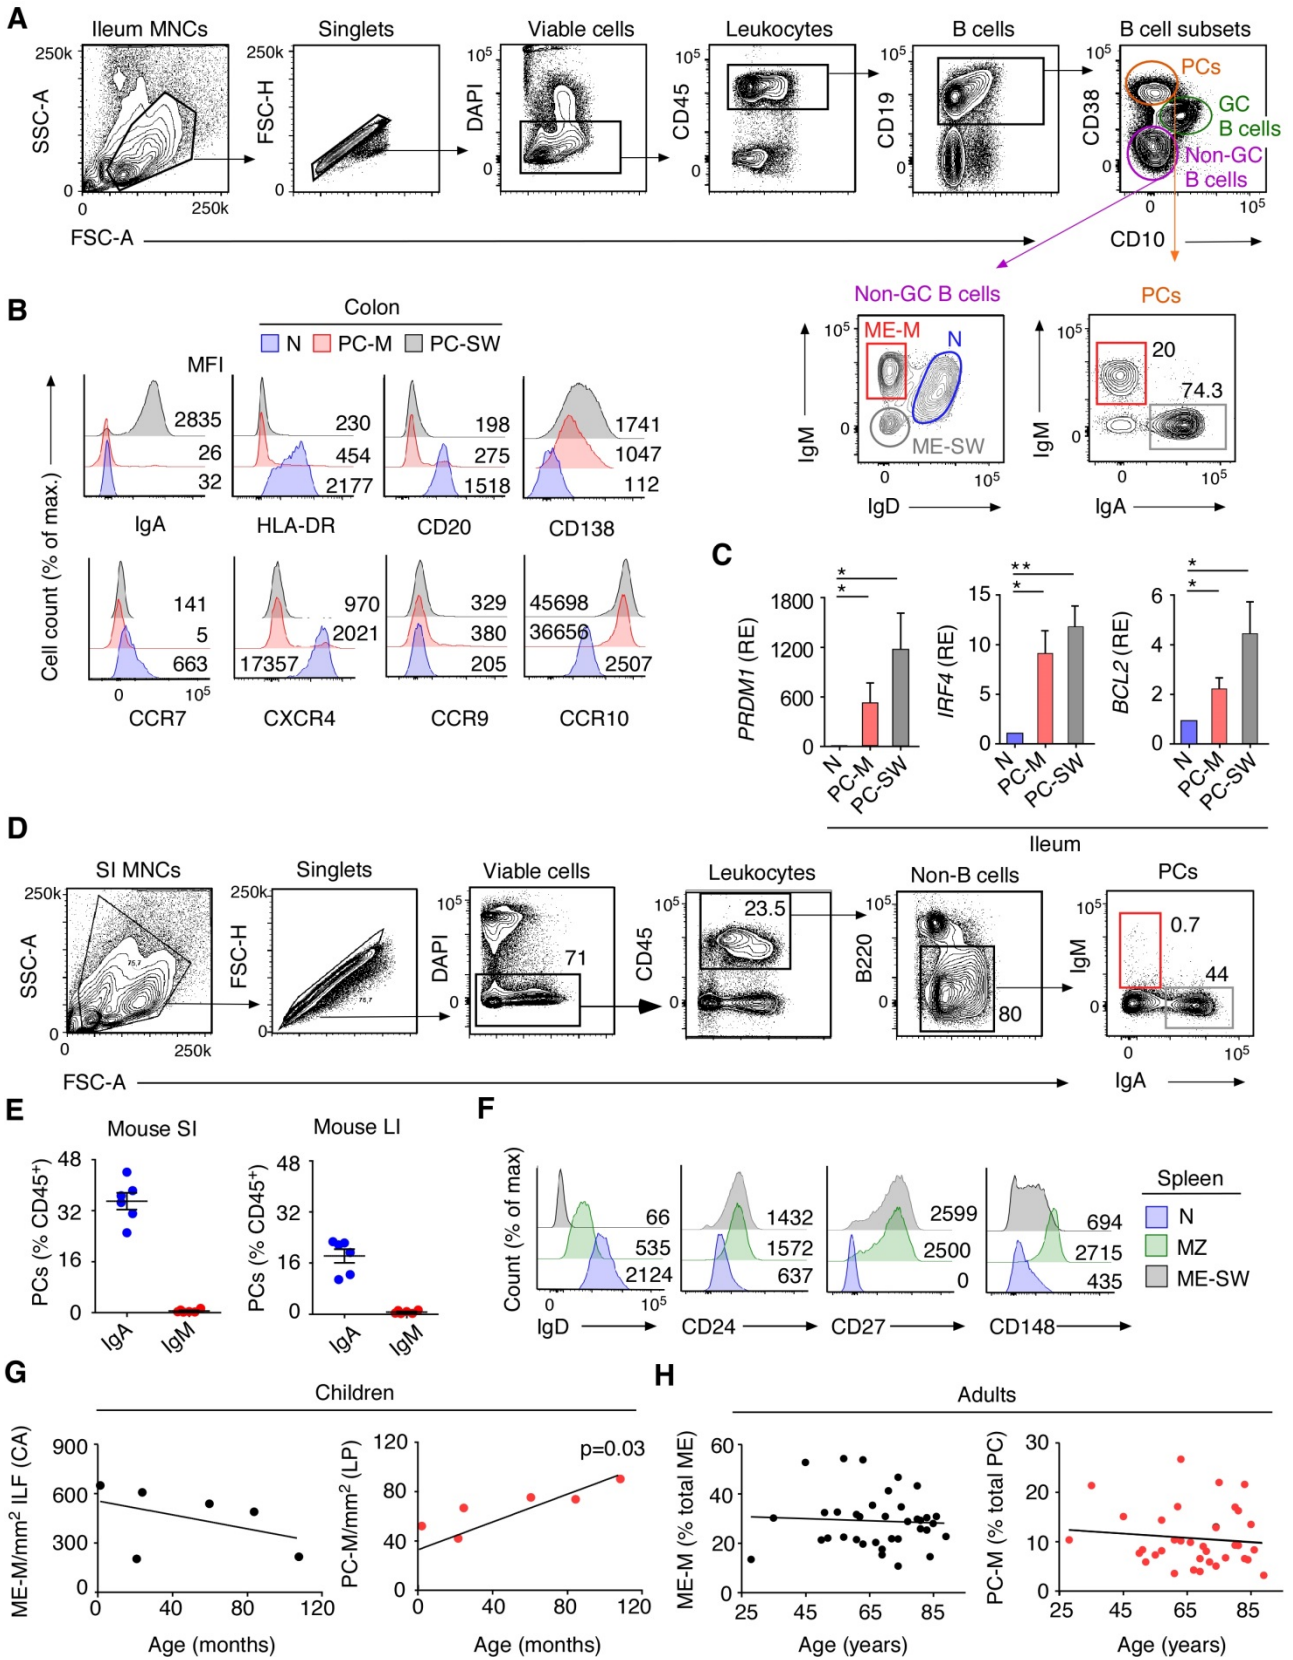 A
Ileum MNCs
Singlets
Viable cells
Leukocytes
B cells
B cell subsets
250k
SSC-A
0
0
250k
250k
FSC-H
0
10⁵
DAPI
0
10⁵
CD45
0
10⁵
CD19
0
10⁵
CD38
0
PCs
GC
B cells
Non-GC
B cells
0
10⁵
FSC-A
CD10
Non-GC B cells
PCs
10⁵
IgM
0
ME-M
N
ME-SW
0
10⁵
IgD
10⁵
IgM
0
20
74.3
0
10⁵
IgA
B
Colon
N
PC-M
PC-SW
MFI
Cell count (% of max.)
2835
26
32
IgA
230
454
2177
HLA-DR
198
275
1518
CD20
1741
1047
112
CD138
141
5
663
0
10⁵
CCR7
970
2021
17357
CXCR4
329
380
205
CCR9
45698
36656
2507
CCR10
C
*
*
PRDM1 (RE)
1800
1200
600
0
N
PC-M
PC-SW
**
*
IRF4 (RE)
15
10
5
0
N
PC-M
PC-SW
*
*
BCL2 (RE)
6
4
2
0
N
PC-M
PC-SW
Ileum
D
SI MNCs
Singlets
Viable cells
Leukocytes
Non-B cells
PCs
250k
SSC-A
75,7
0
0
250k
250k
FSC-H
75,7
0
10⁵
DAPI
0
71
CD45
23.5
10⁵
B220
0
80
10⁵
IgM
0
0.7
44
0
10⁵
FSC-A
IgA
E
Mouse SI
PCs (% CD45⁺)
48
32
16
0
IgA
IgM
Mouse LI
PCs (% CD45⁺)
48
32
16
0
IgA
IgM
F
Count (% of max)
66
535
2124
0
10⁵
IgD
1432
1572
637
CD24
2599
2500
0
CD27
694
2715
435
CD148
Spleen
N
MZ
ME-SW
G
Children
ME-M/mm² ILF (CA)
900
600
300
0
0
40
80
120
Age (months)
PC-M/mm² (LP)
120
80
40
0
p=0.03
0
40
80
120
Age (months)
H
Adults
ME-M (% total ME)
60
40
20
0
25
45
65
85
Age (years)
PC-M (% total PC)
30
20
10
0
25
45
65
85
Age (years)